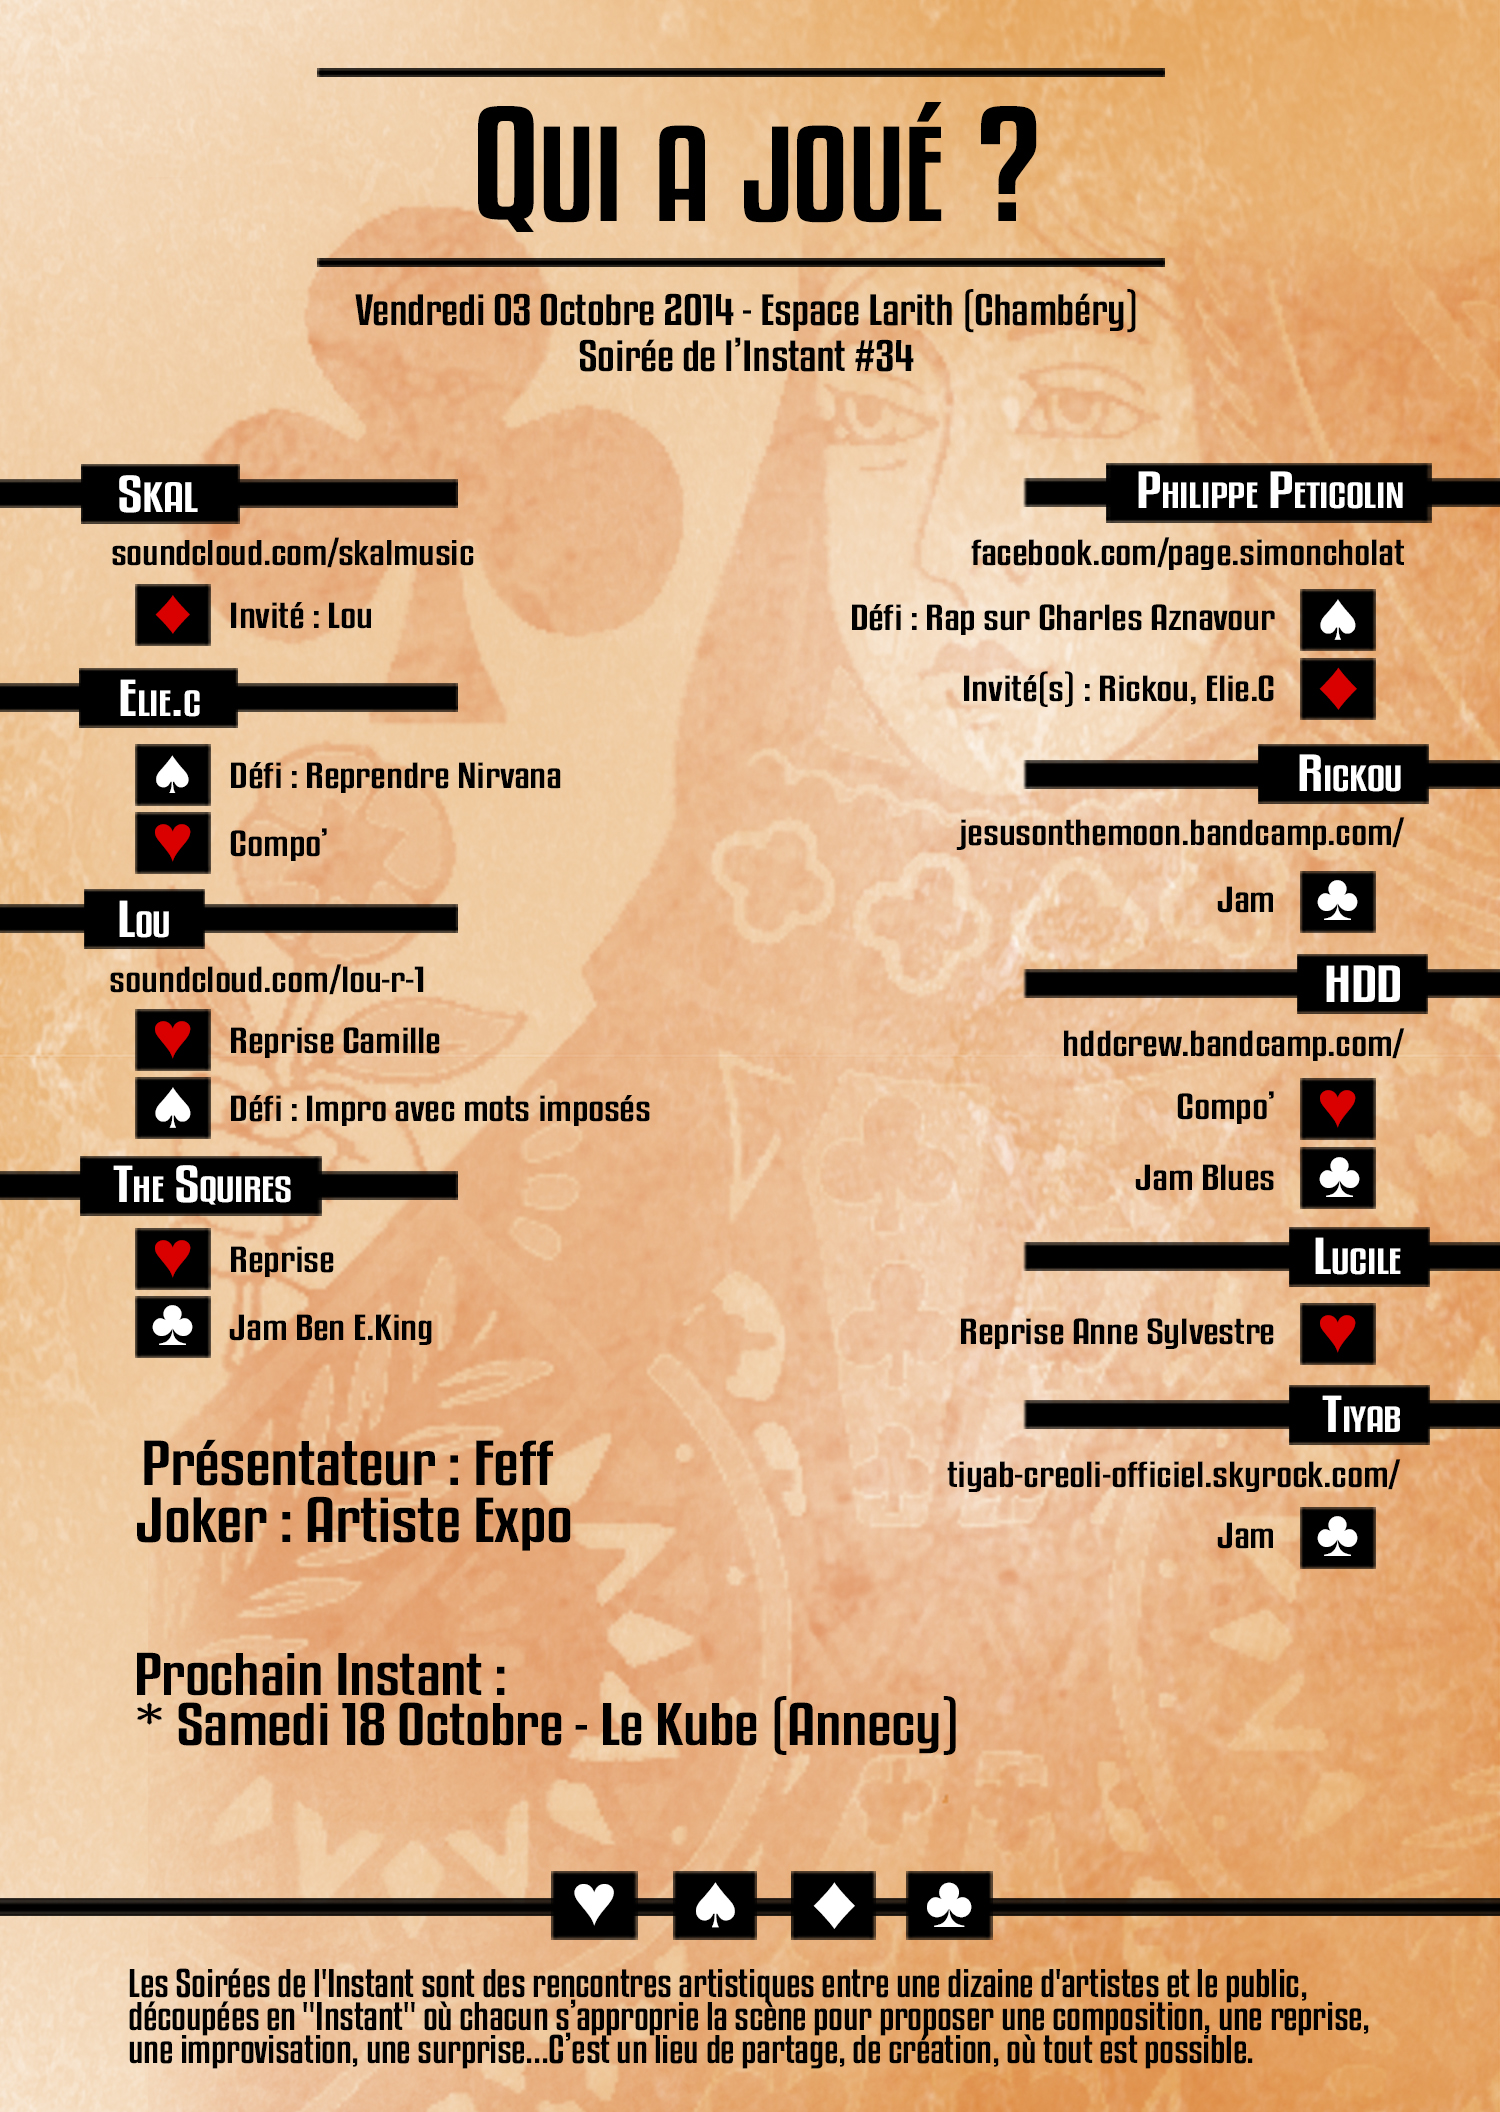 Qui a joué ?
Vendredi 03 Octobre 2014 - Espace Larith (Chambéry)
Soirée de l'Instant #34
Skal
soundcloud.com/skalmusic
Invité : Lou
Elie.c
Défi : Reprendre Nirvana
Compo'
Lou
soundcloud.com/lou-r-1
Reprise Camille
Défi : Impro avec mots imposés
The Squires
Reprise
Jam Ben E.King
Philippe Peticolin
facebook.com/page.simoncholat
Défi : Rap sur Charles Aznavour
Invité(s) : Rickou, Elie.C
Rickou
jesusonthemoon.bandcamp.com/
Jam
HDD
hddcrew.bandcamp.com/
Compo'
Jam Blues
Lucile
Reprise Anne Sylvestre
Tiyab
tiyab-creoli-officiel.skyrock.com/
Jam
Présentateur : Feff
Joker : Artiste Expo
Prochain Instant :
* Samedi 18 Octobre - Le Kube (Annecy)
Les Soirées de l'Instant sont des rencontres artistiques entre une dizaine d'artistes et le public,
découpées en "Instant" où chacun s'approprie la scène pour proposer une composition, une reprise,
une improvisation, une surprise...C'est un lieu de partage, de création, où tout est possible.